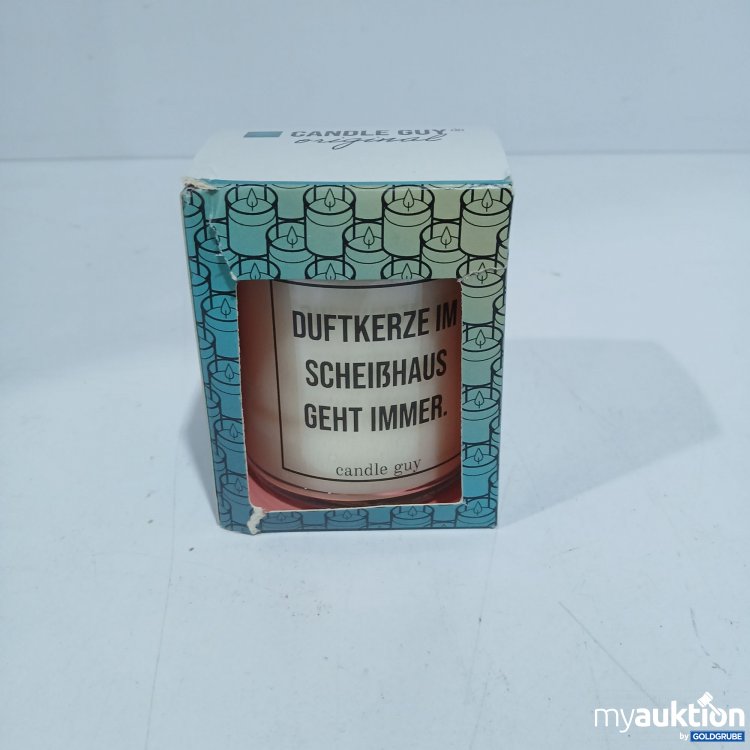 CANDLE GUY
original
DUFTKERZE IM
SCHEIẞHAUS
GEHT IMMER.
candle guy
myauktion
by GOLDGRUBE